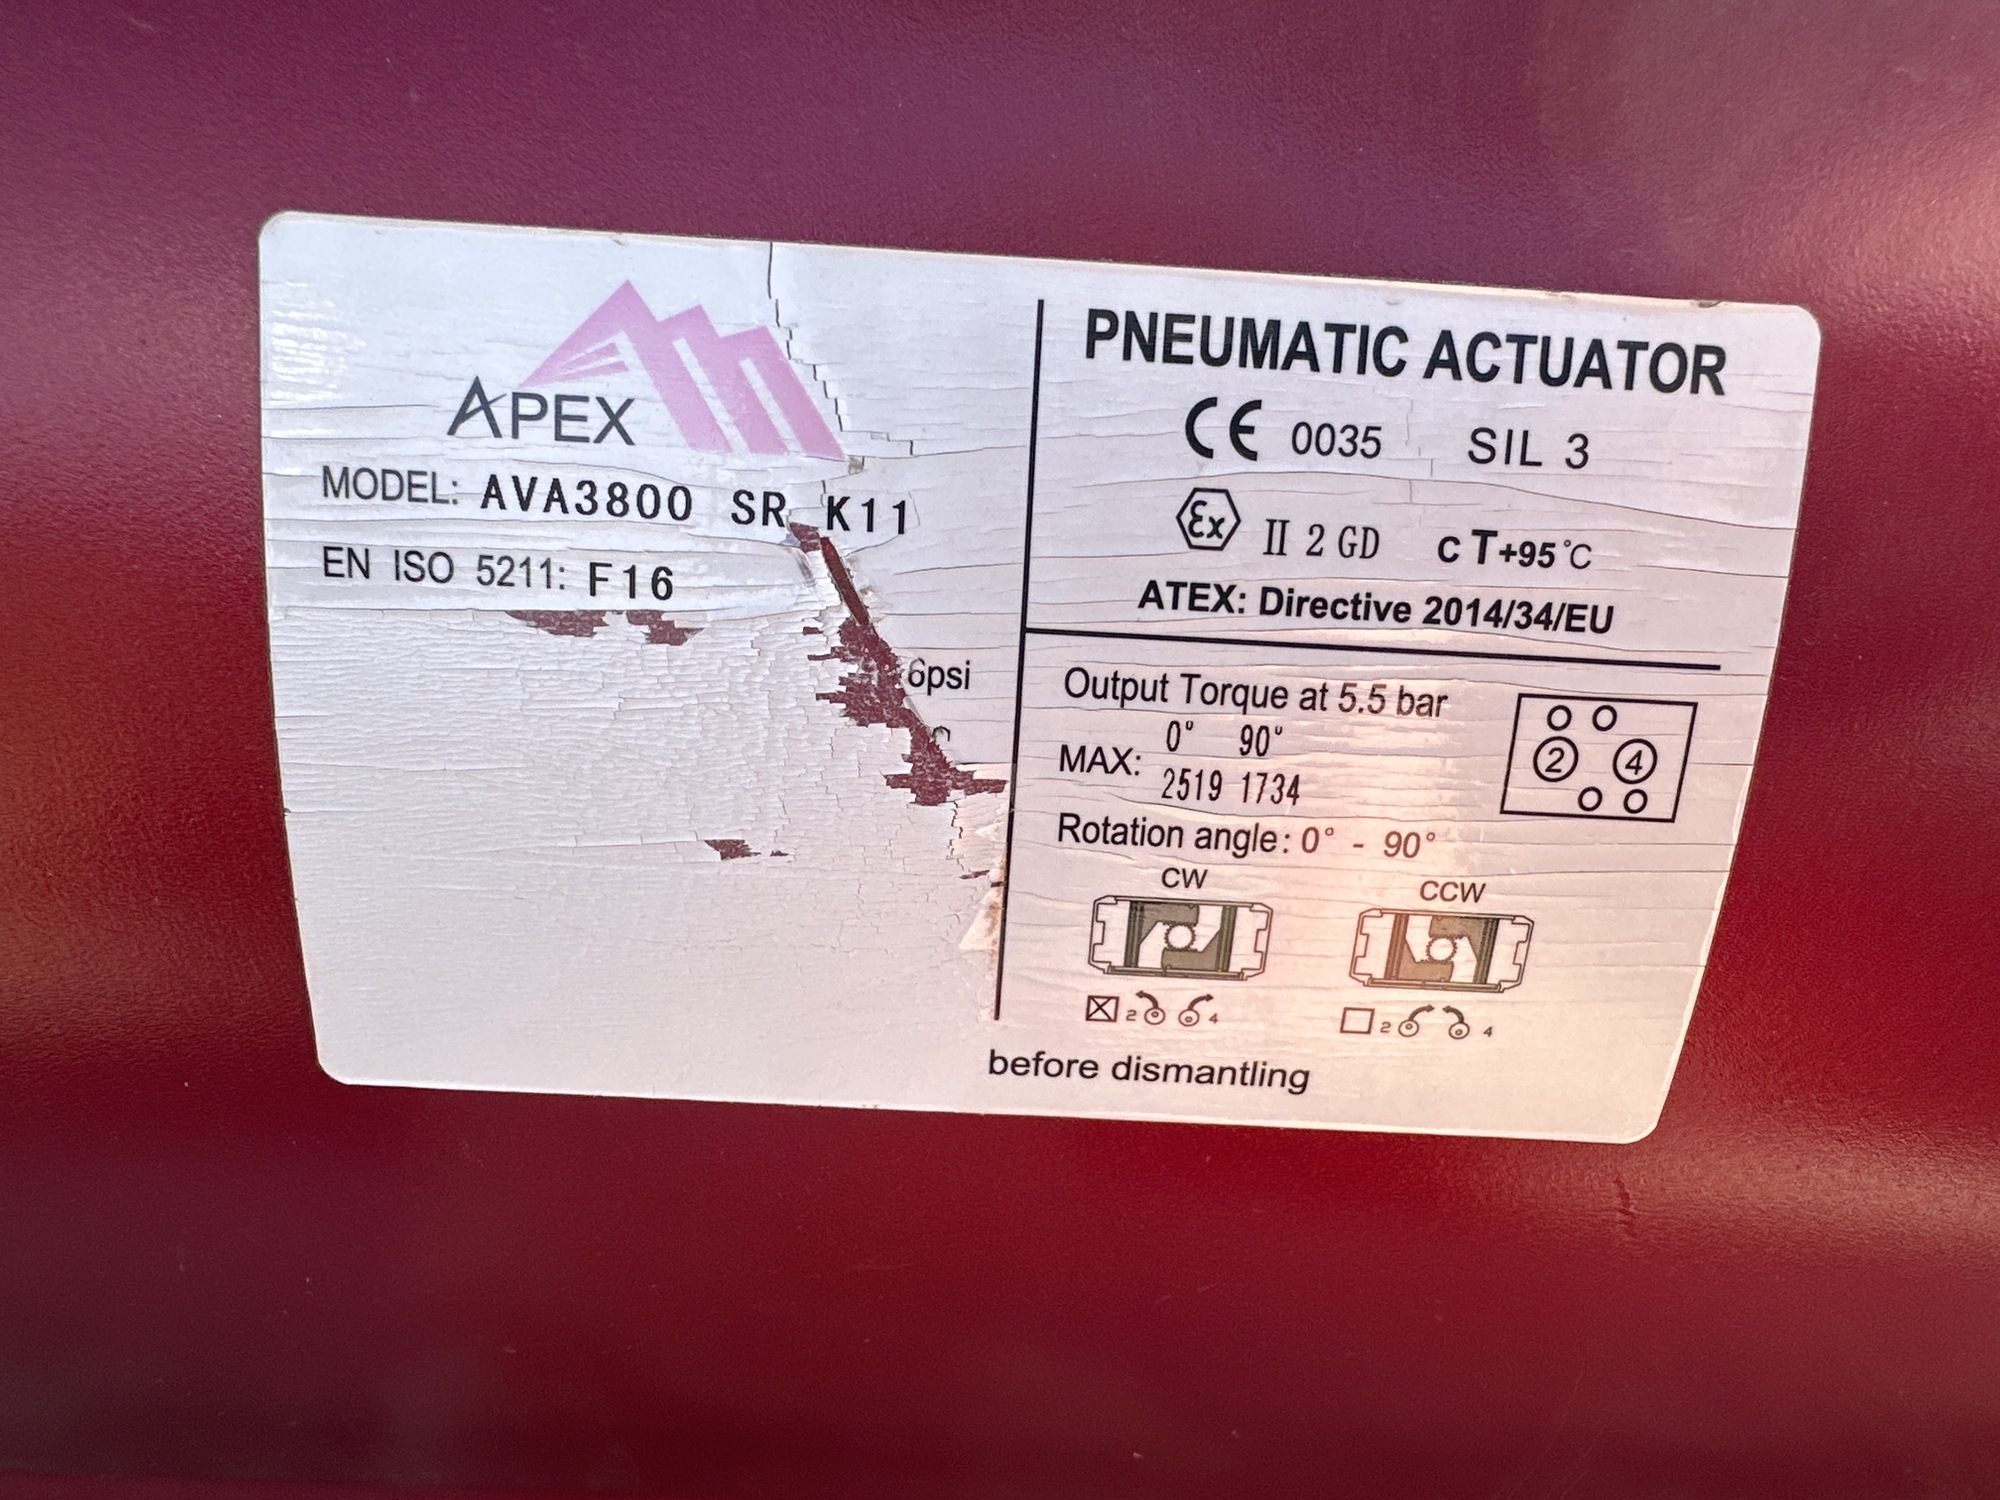 APEX
MODEL: AVA3800 SR K11
EN ISO 5211: F16
6psi
PNEUMATIC ACTUATOR
CE 0035 SIL 3
Ex II 2 GD c T+95°C
ATEX: Directive 2014/34/EU
Output Torque at 5.5 bar
0° 90°
MAX: 2519 1734
2 4
Rotation angle: 0° - 90°
CW CCW
2 4 2 4
before dismantling